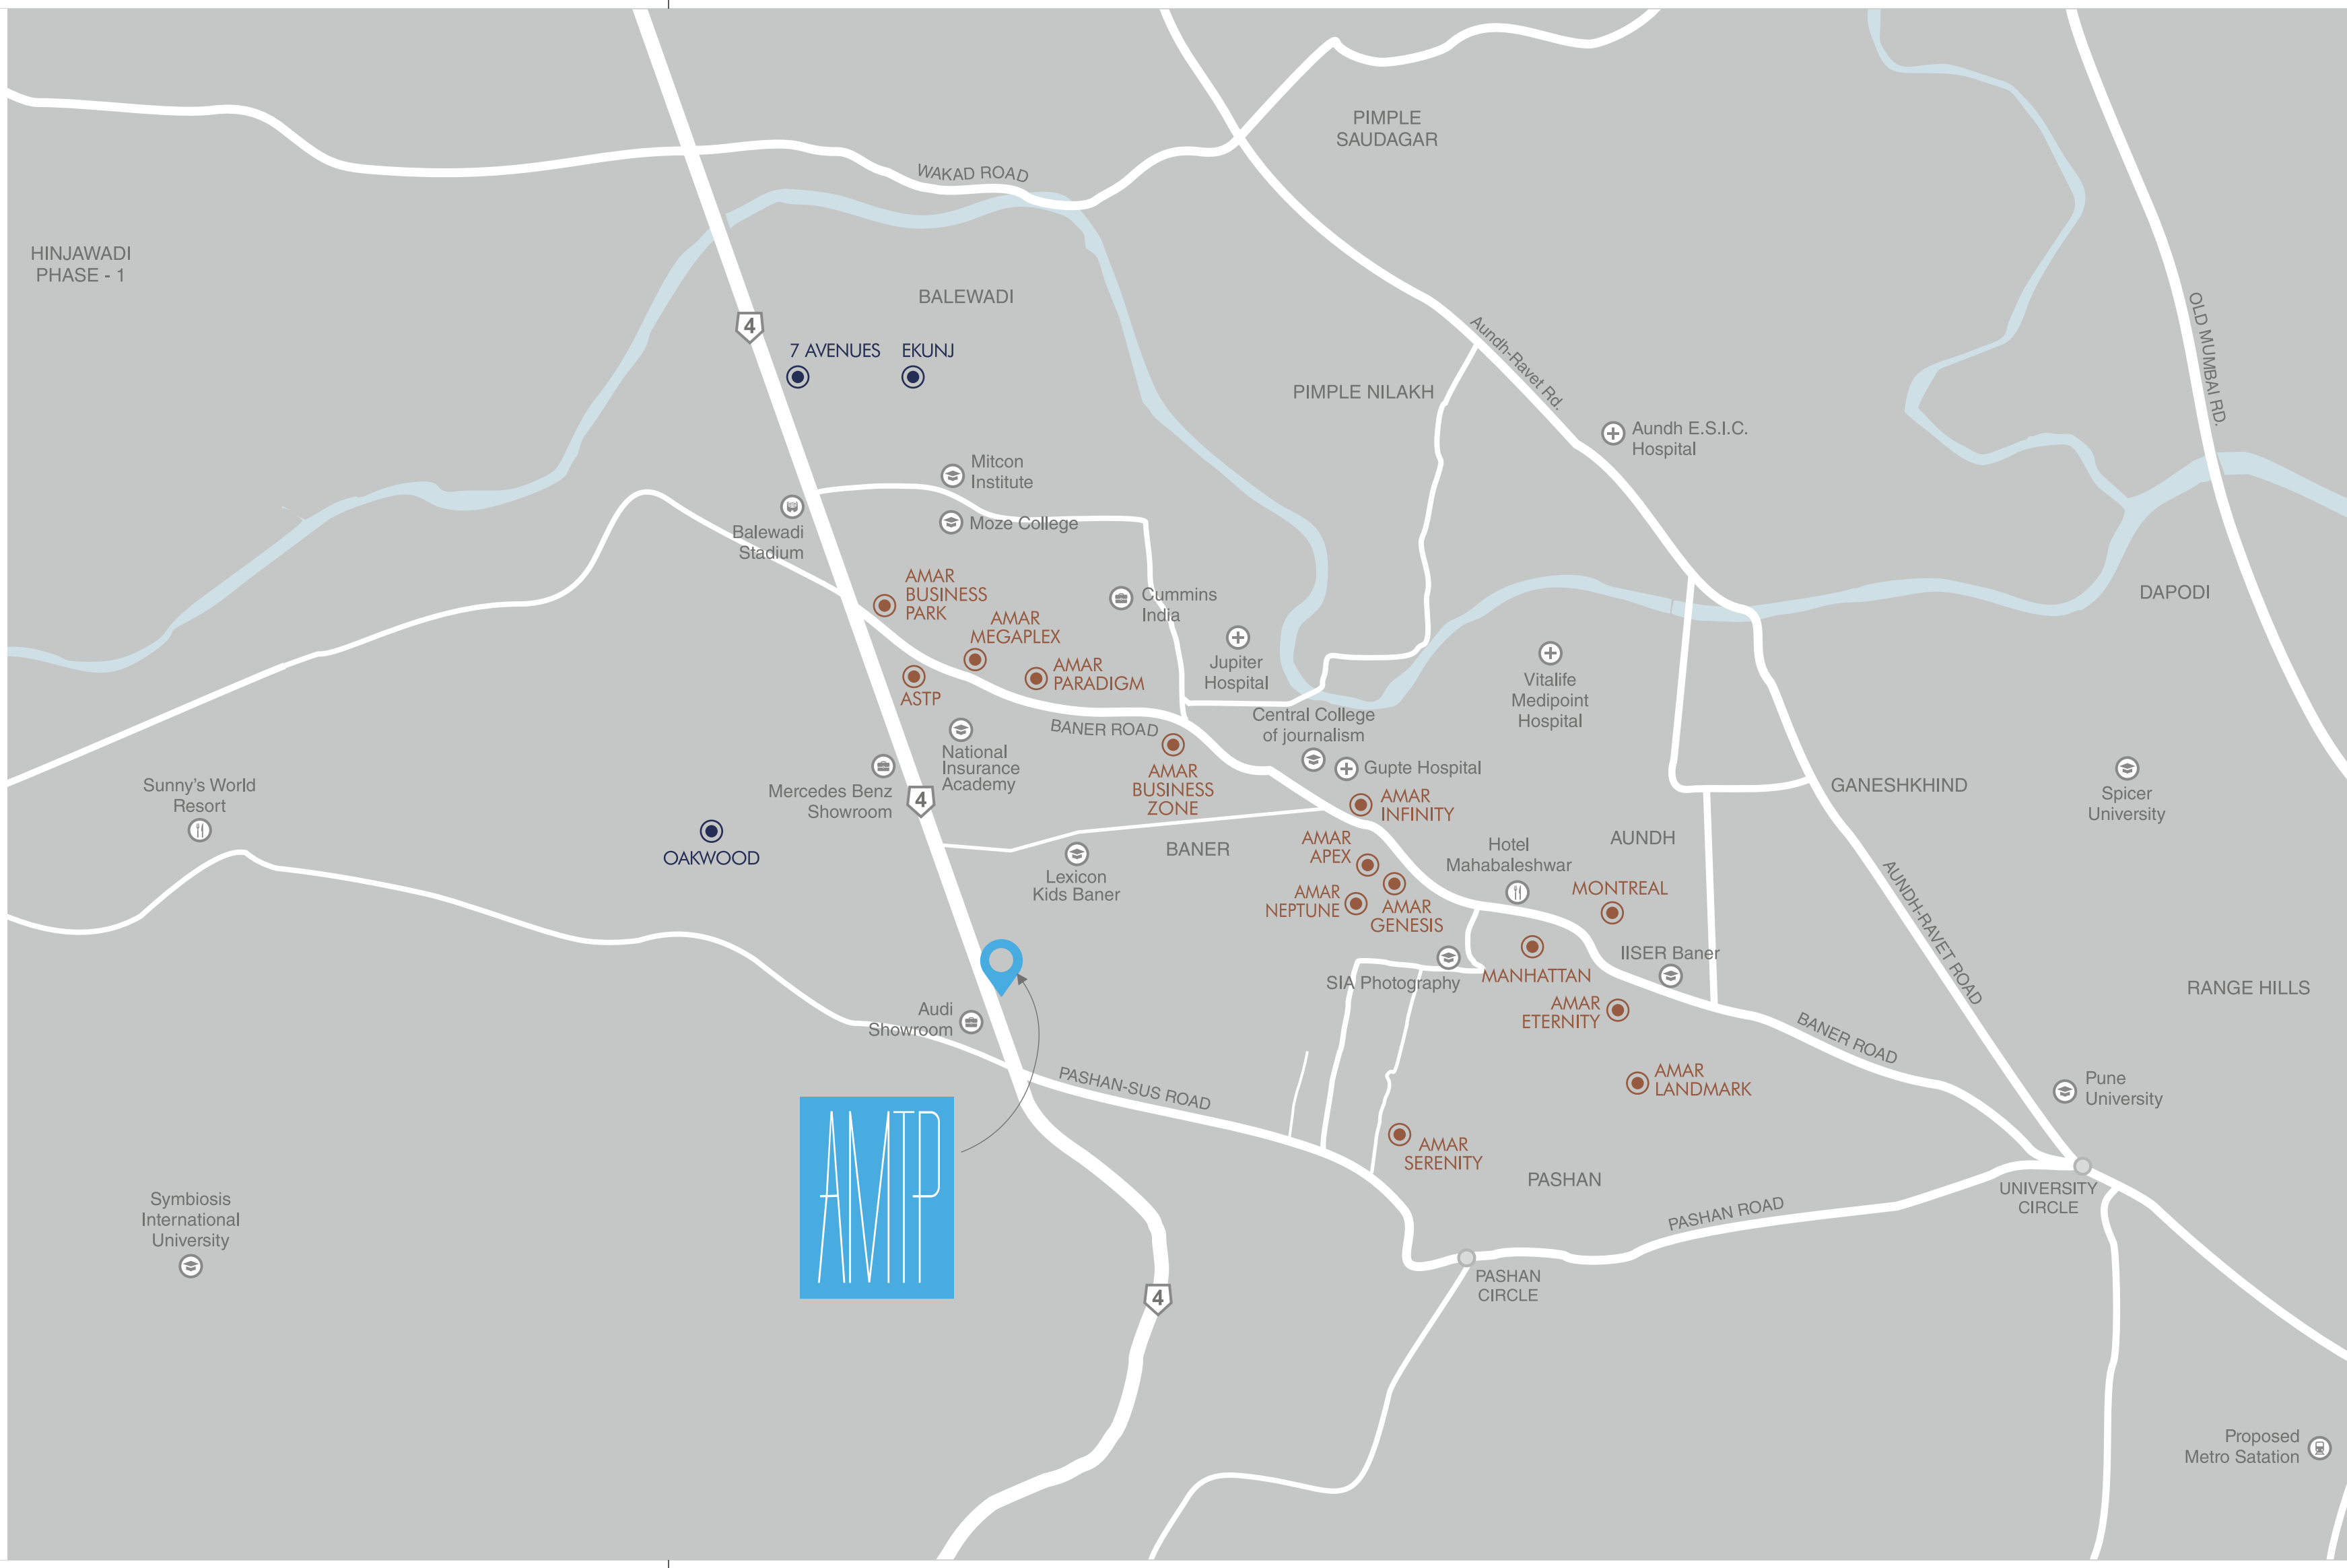 PIMPLE
SAUDAGAR
WAKAD ROAD
HINJAWADI
PHASE - 1
BALEWADI
4
OLD MUMBAI RD.
Aundh-Ravet Rd.
7 AVENUES
EKUNJ
PIMPLE NILAKH
Aundh E.S.I.C.
Hospital
Mitcon
Institute
Moze College
Balewadi
Stadium
AMAR
BUSINESS
PARK
AMAR
MEGAPLEX
Cummins
India
DAPODI
AMAR
PARADIGM
ASTP
Jupiter
Hospital
Vitalife
Medipoint
Hospital
Central College
of journalism
BANER ROAD
National
Insurance
Academy
Gupte Hospital
AMAR
BUSINESS
ZONE
Mercedes Benz
Showroom
4
Sunny's World
Resort
GANESHKHIND
Spicer
University
AMAR
INFINITY
OAKWOOD
BANER
AMAR
APEX
Hotel
Mahabaleshwar
AUNDH
Lexicon
Kids Baner
AMAR
NEPTUNE
AMAR
GENESIS
MONTREAL
AUNDH-RAVET ROAD
IISER Baner
SIA Photography
MANHATTAN
RANGE HILLS
Audi
Showroom
AMAR
ETERNITY
BANER ROAD
PASHAN-SUS ROAD
AMAR
LANDMARK
Pune
University
AMTP
AMAR
SERENITY
PASHAN
UNIVERSITY
CIRCLE
Symbiosis
International
University
PASHAN ROAD
PASHAN
CIRCLE
4
Proposed
Metro Satation